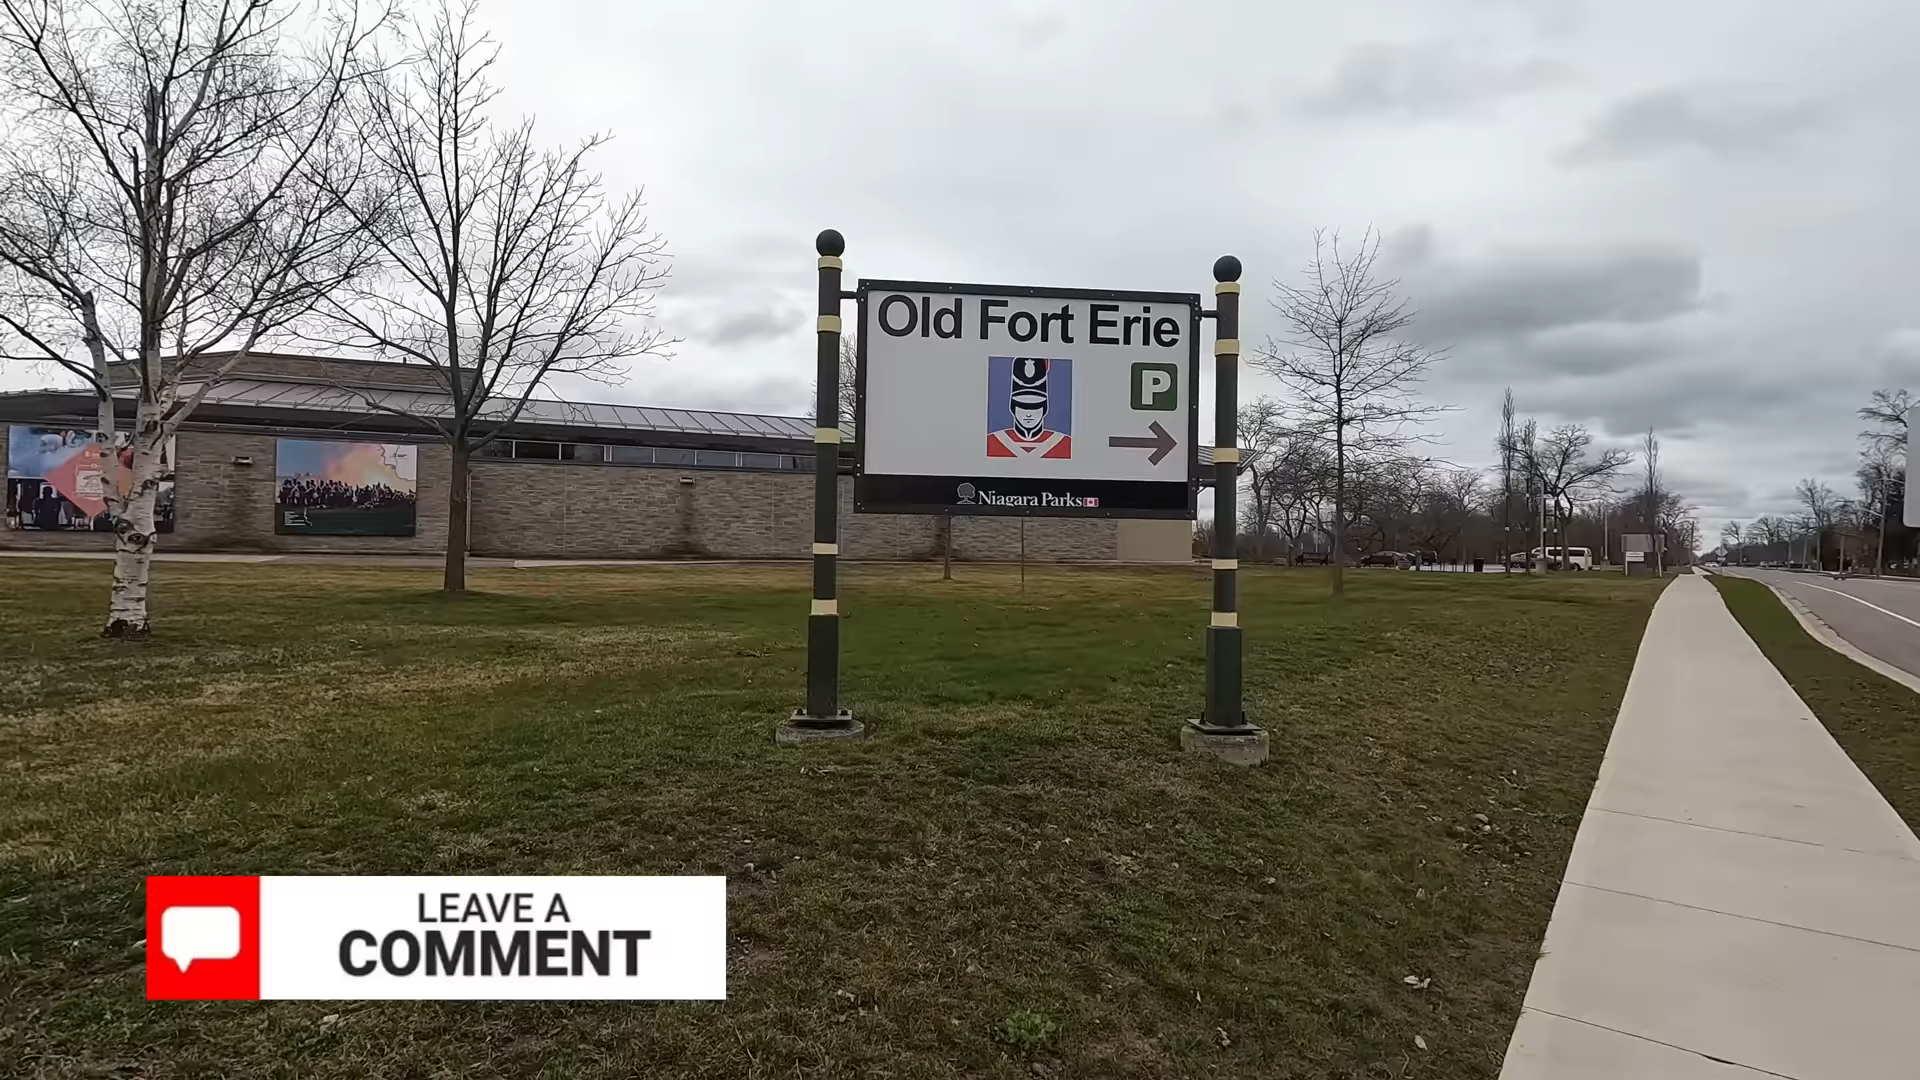 Old Fort Erie
P
Niagara Parks
LEAVE A
COMMENT